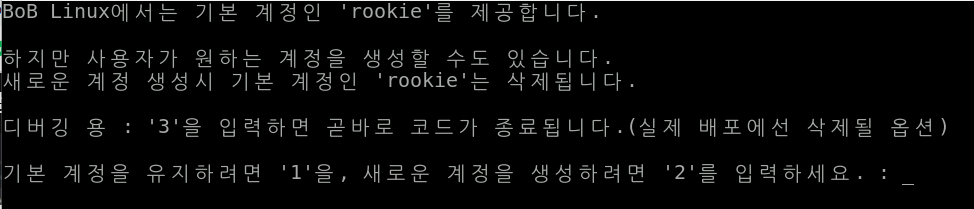 BoB Linux에서는 기본 계정인 'rookie'를 제공합니다.
하지만 사용자가 원하는 계정을 생성할 수도 있습니다.
새로운 계정 생성시 기본 계정인 'rookie'는 삭제됩니다.
디버깅 용 : '3'을 입력하면 곧바로 코드가 종료됩니다.(실제 배포에선 삭제될 옵션)
기본 계정을 유지하려면 '1'을, 새로운 계정을 생성하려면 '2'를 입력하세요. : _